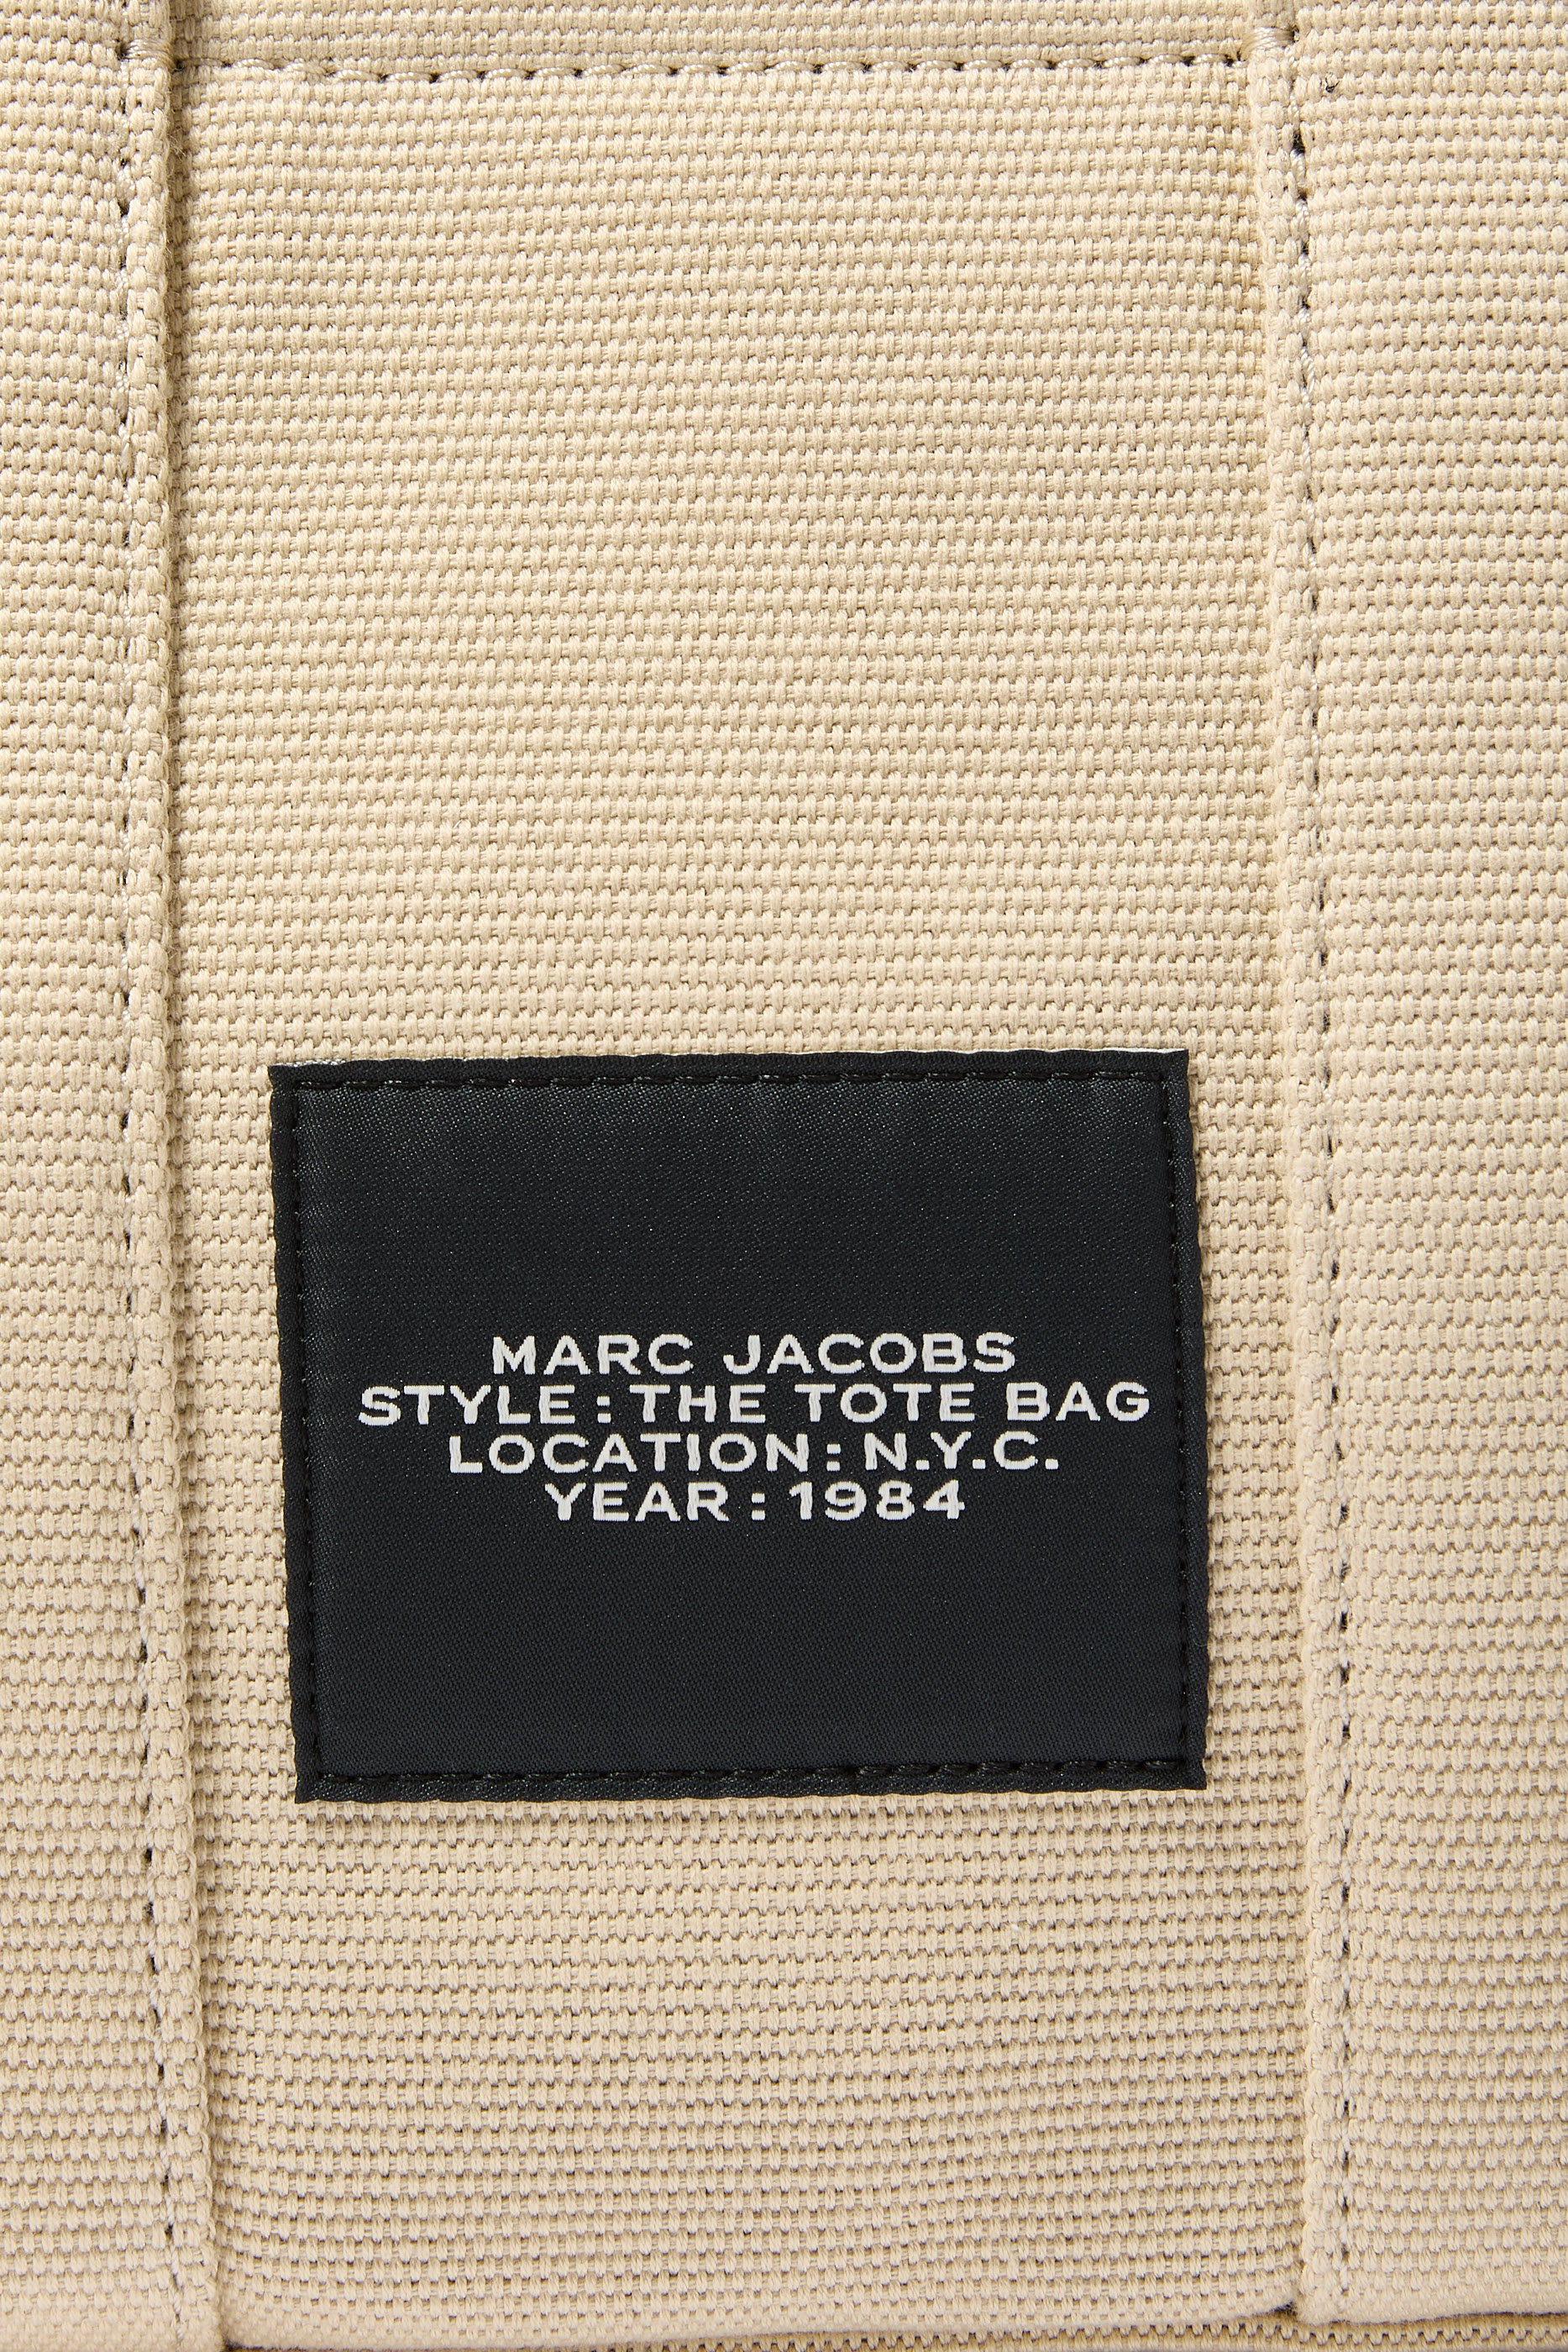 MARC JACOBS
STYLE : THE TOTE BAG
LOCATION : N.Y.C.
YEAR : 1984